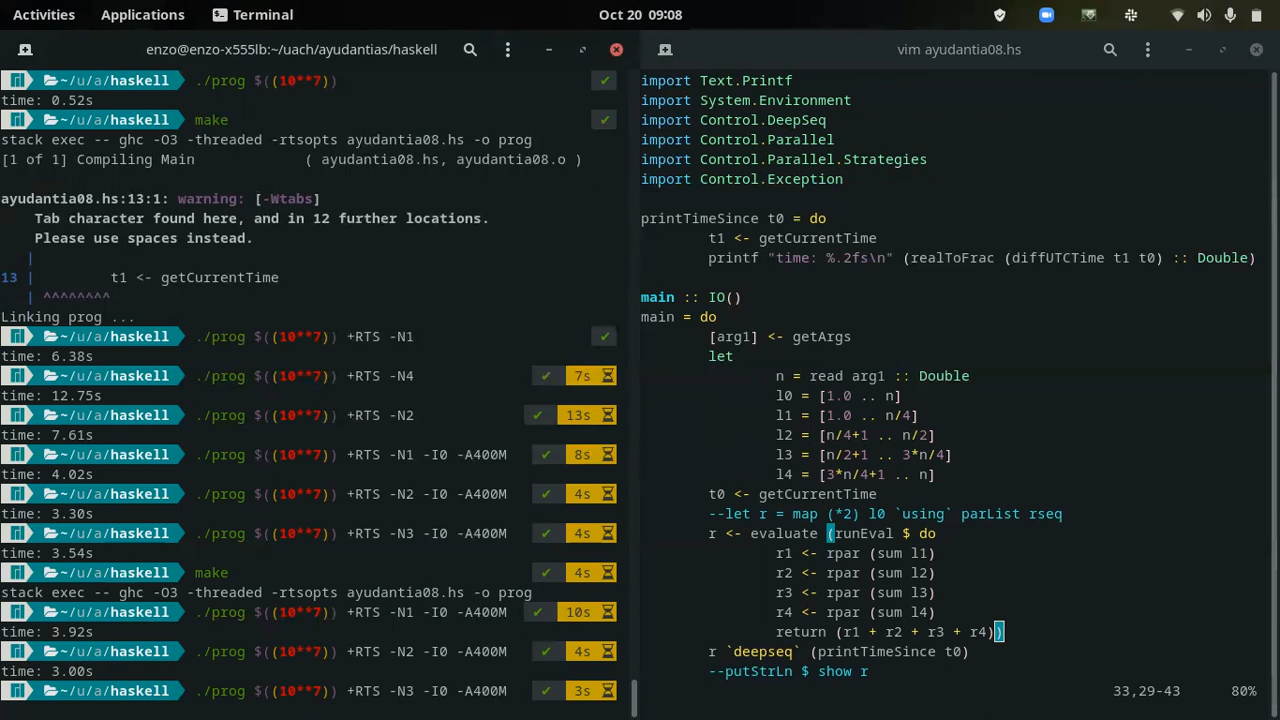 Activities Applications Terminal Oct 20 09:08
enzo@enzo-x555lb:~/uach/ayudantias/haskell
~/u/a/haskell ./prog $((10**7)) ✔
time: 0.52s
~/u/a/haskell make ✔
stack exec -- ghc -O3 -threaded -rtsopts ayudantia08.hs -o prog
[1 of 1] Compiling Main ( ayudantia08.hs, ayudantia08.o )
ayudantia08.hs:13:1: warning: [-Wtabs]
Tab character found here, and in 12 further locations.
Please use spaces instead.
|
13 | t1 <- getCurrentTime
| ^^^^^^^^
Linking prog ...
~/u/a/haskell ./prog $((10**7)) +RTS -N1 ✔
time: 6.38s
~/u/a/haskell ./prog $((10**7)) +RTS -N4 ✔ 7s
time: 12.75s
~/u/a/haskell ./prog $((10**7)) +RTS -N2 ✔ 13s
time: 7.61s
~/u/a/haskell ./prog $((10**7)) +RTS -N1 -I0 -A400M ✔ 8s
time: 4.02s
~/u/a/haskell ./prog $((10**7)) +RTS -N2 -I0 -A400M ✔ 4s
time: 3.30s
~/u/a/haskell ./prog $((10**7)) +RTS -N3 -I0 -A400M ✔ 4s
time: 3.54s
~/u/a/haskell make ✔ 4s
stack exec -- ghc -O3 -threaded -rtsopts ayudantia08.hs -o prog
~/u/a/haskell ./prog $((10**7)) +RTS -N1 -I0 -A400M ✔ 10s
time: 3.92s
~/u/a/haskell ./prog $((10**7)) +RTS -N2 -I0 -A400M ✔ 4s
time: 3.00s
~/u/a/haskell ./prog $((10**7)) +RTS -N3 -I0 -A400M ✔ 3s
vim ayudantia08.hs
import Text.Printf
import System.Environment
import Control.DeepSeq
import Control.Parallel
import Control.Parallel.Strategies
import Control.Exception
printTimeSince t0 = do
t1 <- getCurrentTime
printf "time: %.2fs\n" (realToFrac (diffUTCTime t1 t0) :: Double)
main :: IO()
main = do
[arg1] <- getArgs
let
n = read arg1 :: Double
l0 = [1.0 .. n]
l1 = [1.0 .. n/4]
l2 = [n/4+1 .. n/2]
l3 = [n/2+1 .. 3*n/4]
l4 = [3*n/4+1 .. n]
t0 <- getCurrentTime
--let r = map (*2) l0 `using` parList rseq
r <- evaluate (runEval $ do
r1 <- rpar (sum l1)
r2 <- rpar (sum l2)
r3 <- rpar (sum l3)
r4 <- rpar (sum l4)
return (r1 + r2 + r3 + r4))
r `deepseq` (printTimeSince t0)
--putStrLn $ show r
33,29-43 80%